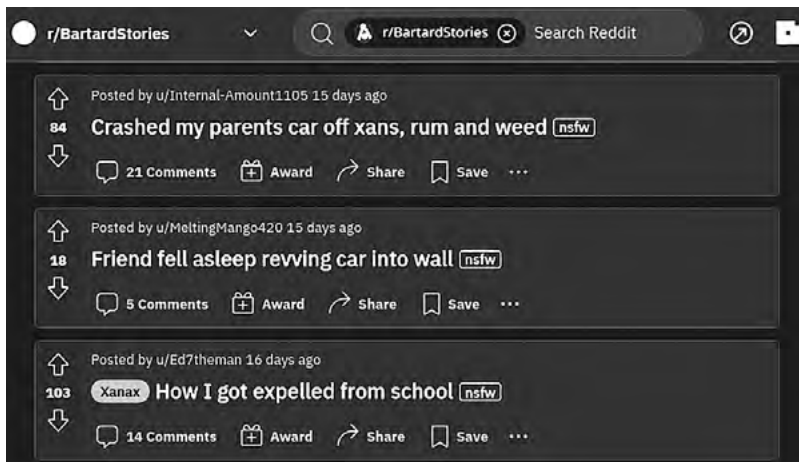 r/BartardStories r/BartardStories Search Reddit
Posted by u/Internal-Amount1105 15 days ago
84
Crashed my parents car off xans, rum and weed nsfw
21 Comments Award Share Save ...
Posted by u/MeltingMango420 15 days ago
18
Friend fell asleep revving car into wall nsfw
5 Comments Award Share Save ...
Posted by u/Ed7theman 16 days ago
103
Xanax How I got expelled from school nsfw
14 Comments Award Share Save ...